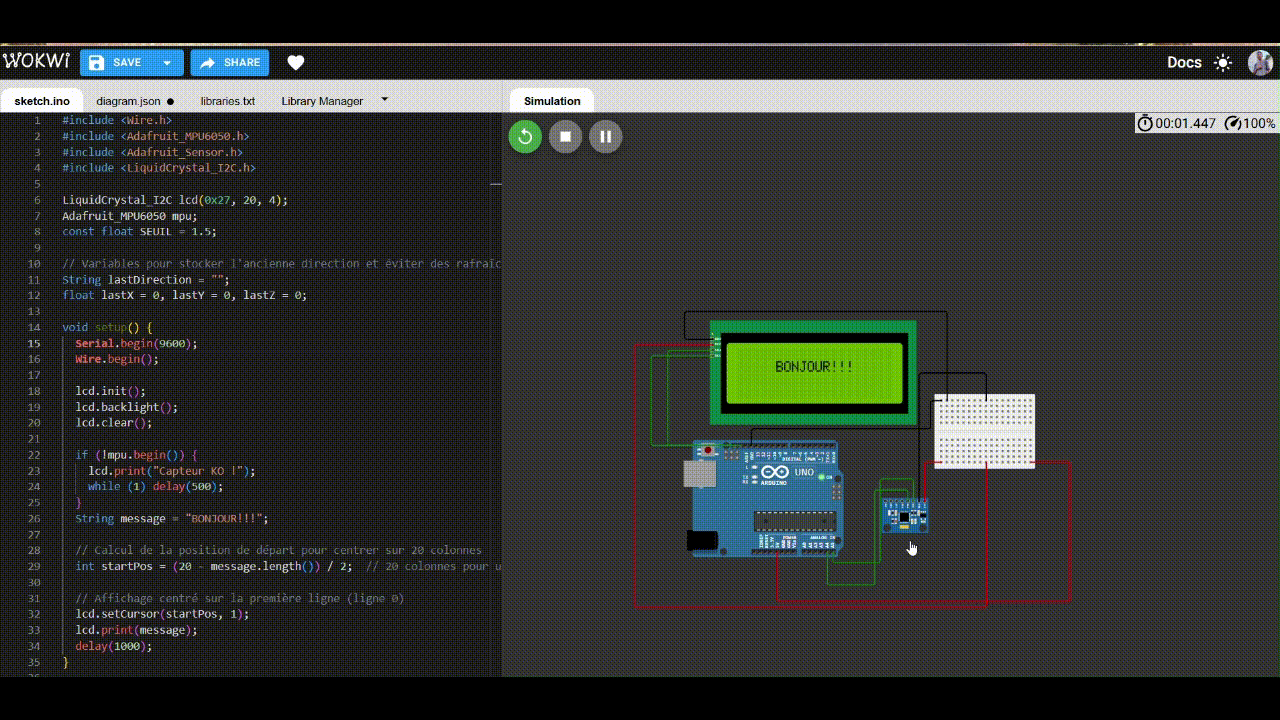 WOKWi
SAVE
SHARE
Docs
sketch.ino
diagram.json
libraries.txt
Library Manager
Simulation
00:01.447
100%
1 #include <Wire.h>
2 #include <Adafruit_MPU6050.h>
3 #include <Adafruit_Sensor.h>
4 #include <LiquidCrystal_I2C.h>
5
6 LiquidCrystal_I2C lcd(0x27, 20, 4);
7 Adafruit_MPU6050 mpu;
8 const float SEUIL = 1.5;
9
10 // Variables pour stocker l'ancienne direction et éviter des rafraîc
11 String lastDirection = "";
12 float lastX = 0, lastY = 0, lastZ = 0;
13
14 void setup() {
15 Serial.begin(9600);
16 Wire.begin();
17
18 lcd.init();
19 lcd.backlight();
20 lcd.clear();
21
22 if (!mpu.begin()) {
23 lcd.print("Capteur KO !");
24 while (1) delay(500);
25 }
26 String message = "BONJOUR!!!";
27
28 // Calcul de la position de départ pour centrer sur 20 colonnes
29 int startPos = (20 - message.length()) / 2; // 20 colonnes pour u
30
31 // Affichage centré sur la première ligne (ligne 0)
32 lcd.setCursor(startPos, 1);
33 lcd.print(message);
34 delay(1000);
35 }
BONJOUR!!!
DIGITAL (PWM ~)
UNO
ARDUINO
POWER
ANALOG IN